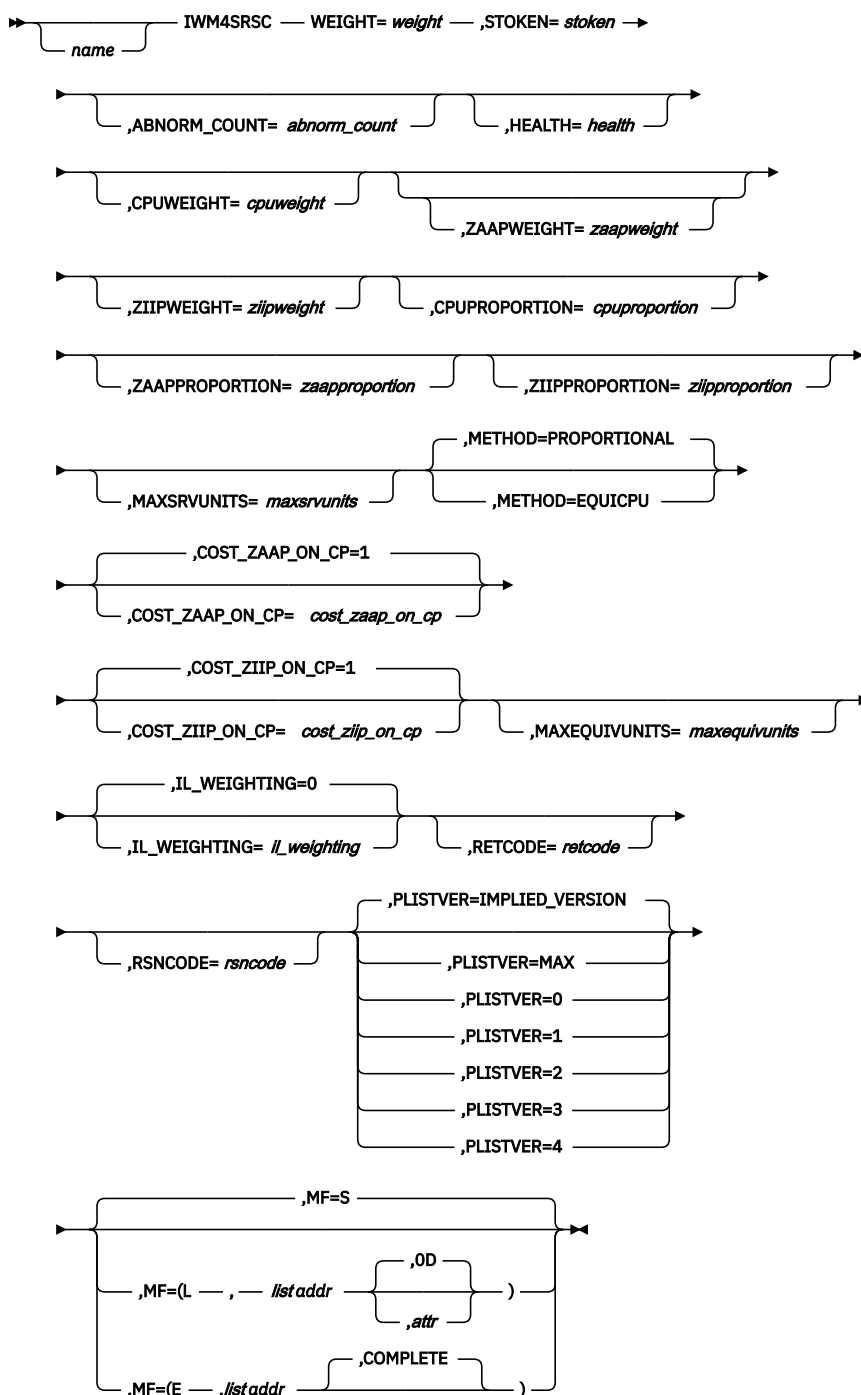 IWM4SRSC WEIGHT= weight ,STOKEN= stoken
name
,ABNORM_COUNT= abnorm_count ,HEALTH= health
,CPUWEIGHT= cpuweight
,ZAAPWEIGHT= zaapweight
,ZIIPWEIGHT= ziipweight ,CPUPROPORTION= cpuproportion
,ZAAPPROPORTION= zaapproportion ,ZIIPPROPORTION= ziipproportion
,METHOD=PROPORTIONAL
,MAXSRVUNITS= maxsrvunits ,METHOD=EQUICPU
,COST_ZAAP_ON_CP=1
,COST_ZAAP_ON_CP= cost_zaap_on_cp
,COST_ZIIP_ON_CP=1
,COST_ZIIP_ON_CP= cost_ziip_on_cp ,MAXEQUIVUNITS= maxequivunits
,IL_WEIGHTING=0
,IL_WEIGHTING= il_weighting ,RETCODE= retcode
,PLISTVER=IMPLIED_VERSION
,RSNCODE= rsncode ,PLISTVER=MAX
,PLISTVER=0
,PLISTVER=1
,PLISTVER=2
,PLISTVER=3
,PLISTVER=4
,MF=S
,0D
,MF=(L , list addr )
,attr
,COMPLETE
,MF=(E ,list addr )